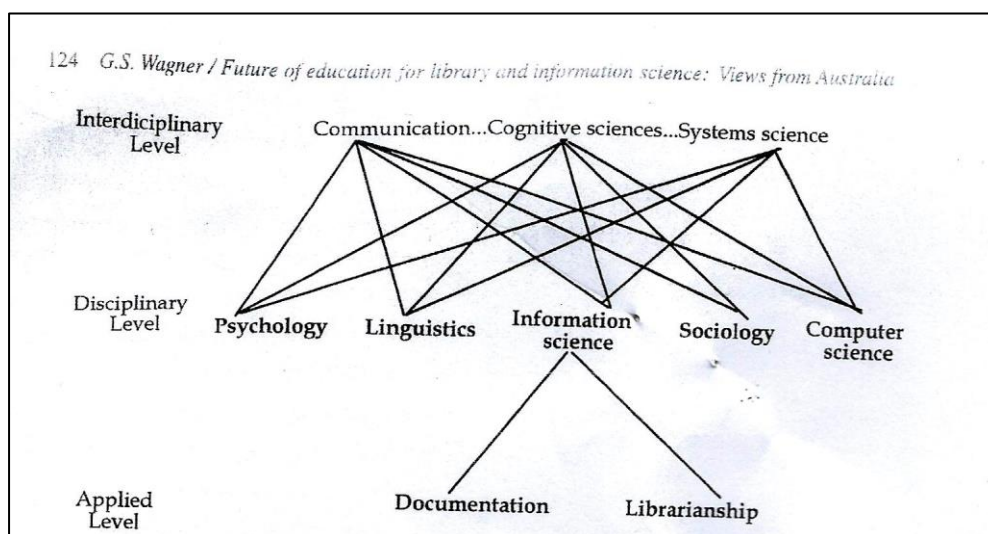 124 G.S. Wagner / Future of education for library and information science: Views from Australia
Interdiciplinary
Level
Communication...Cognitive sciences...Systems science
Disciplinary
Level
Psychology
Linguistics
Information
science
Sociology
Computer
science
Applied
Level
Documentation
Librarianship